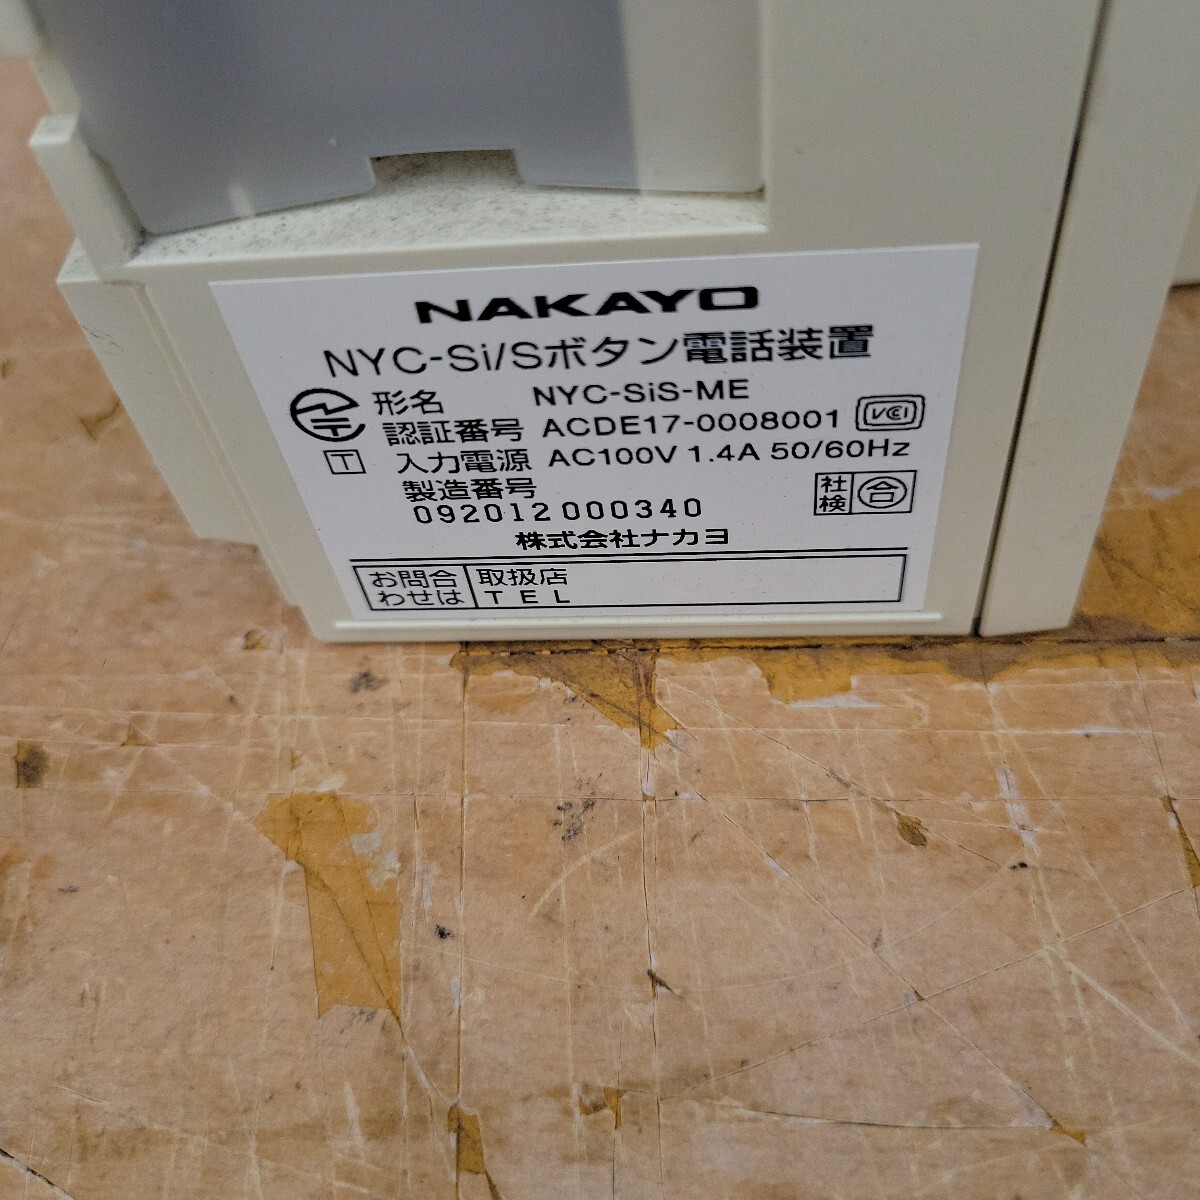 NAKAYO
NYC-Si/Sボタン電話装置
形名 NYC-SiS-ME
認証番号 ACDE17-0008001 VCCI
T 入力電源 AC100V 1.4A 50/60Hz
製造番号 社検 合
092012000340
株式会社ナカヨ
お問合わせは 取扱店
TEL